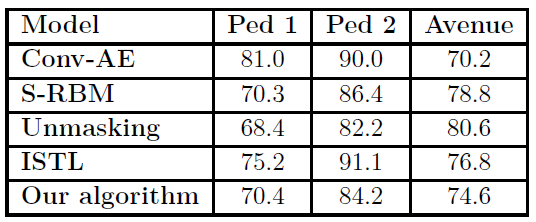 Model Ped 1 Ped 2 Avenue
Conv-AE 81.0 90.0 70.2
S-RBM 70.3 86.4 78.8
Unmasking 68.4 82.2 80.6
ISTL 75.2 91.1 76.8
Our algorithm 70.4 84.2 74.6